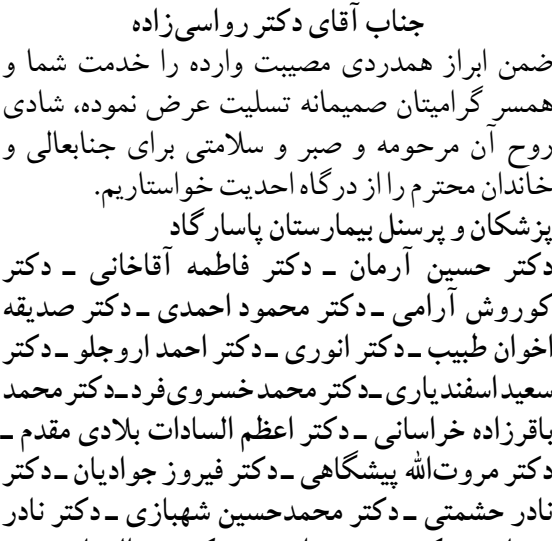 جناب آقای دکتر رواسی‌زاده
ضمن ابراز همدردی مصیبت وارده را خدمت شما و
همسر گرامیتان صمیمانه تسلیت عرض نموده، شادی
روح آن مرحومه و صبر و سلامتی برای جنابعالی و
خاندان محترم را از درگاه احدیت خواستاریم.
پزشکان و پرسنل بیمارستان پاسارگاد
دکتر حسین آرمان ـ دکتر فاطمه آقاخانی ـ دکتر
کوروش آرامی ـ دکتر محمود احمدی ـ دکتر صدیقه
اخوان طبیب ـ دکتر انوری ـ دکتر احمد اروجلو ـ دکتر
سعید اسفندیاری ـ دکتر محمد خسروی‌فرد ـ دکتر محمد
باقرزاده خراسانی ـ دکتر اعظم السادات بلادی مقدم ـ
دکتر مروت‌الله پیشگاهی ـ دکتر فیروز جوادیان ـ دکتر
نادر حشمتی ـ دکتر محمدحسین شهبازی ـ دکتر نادر